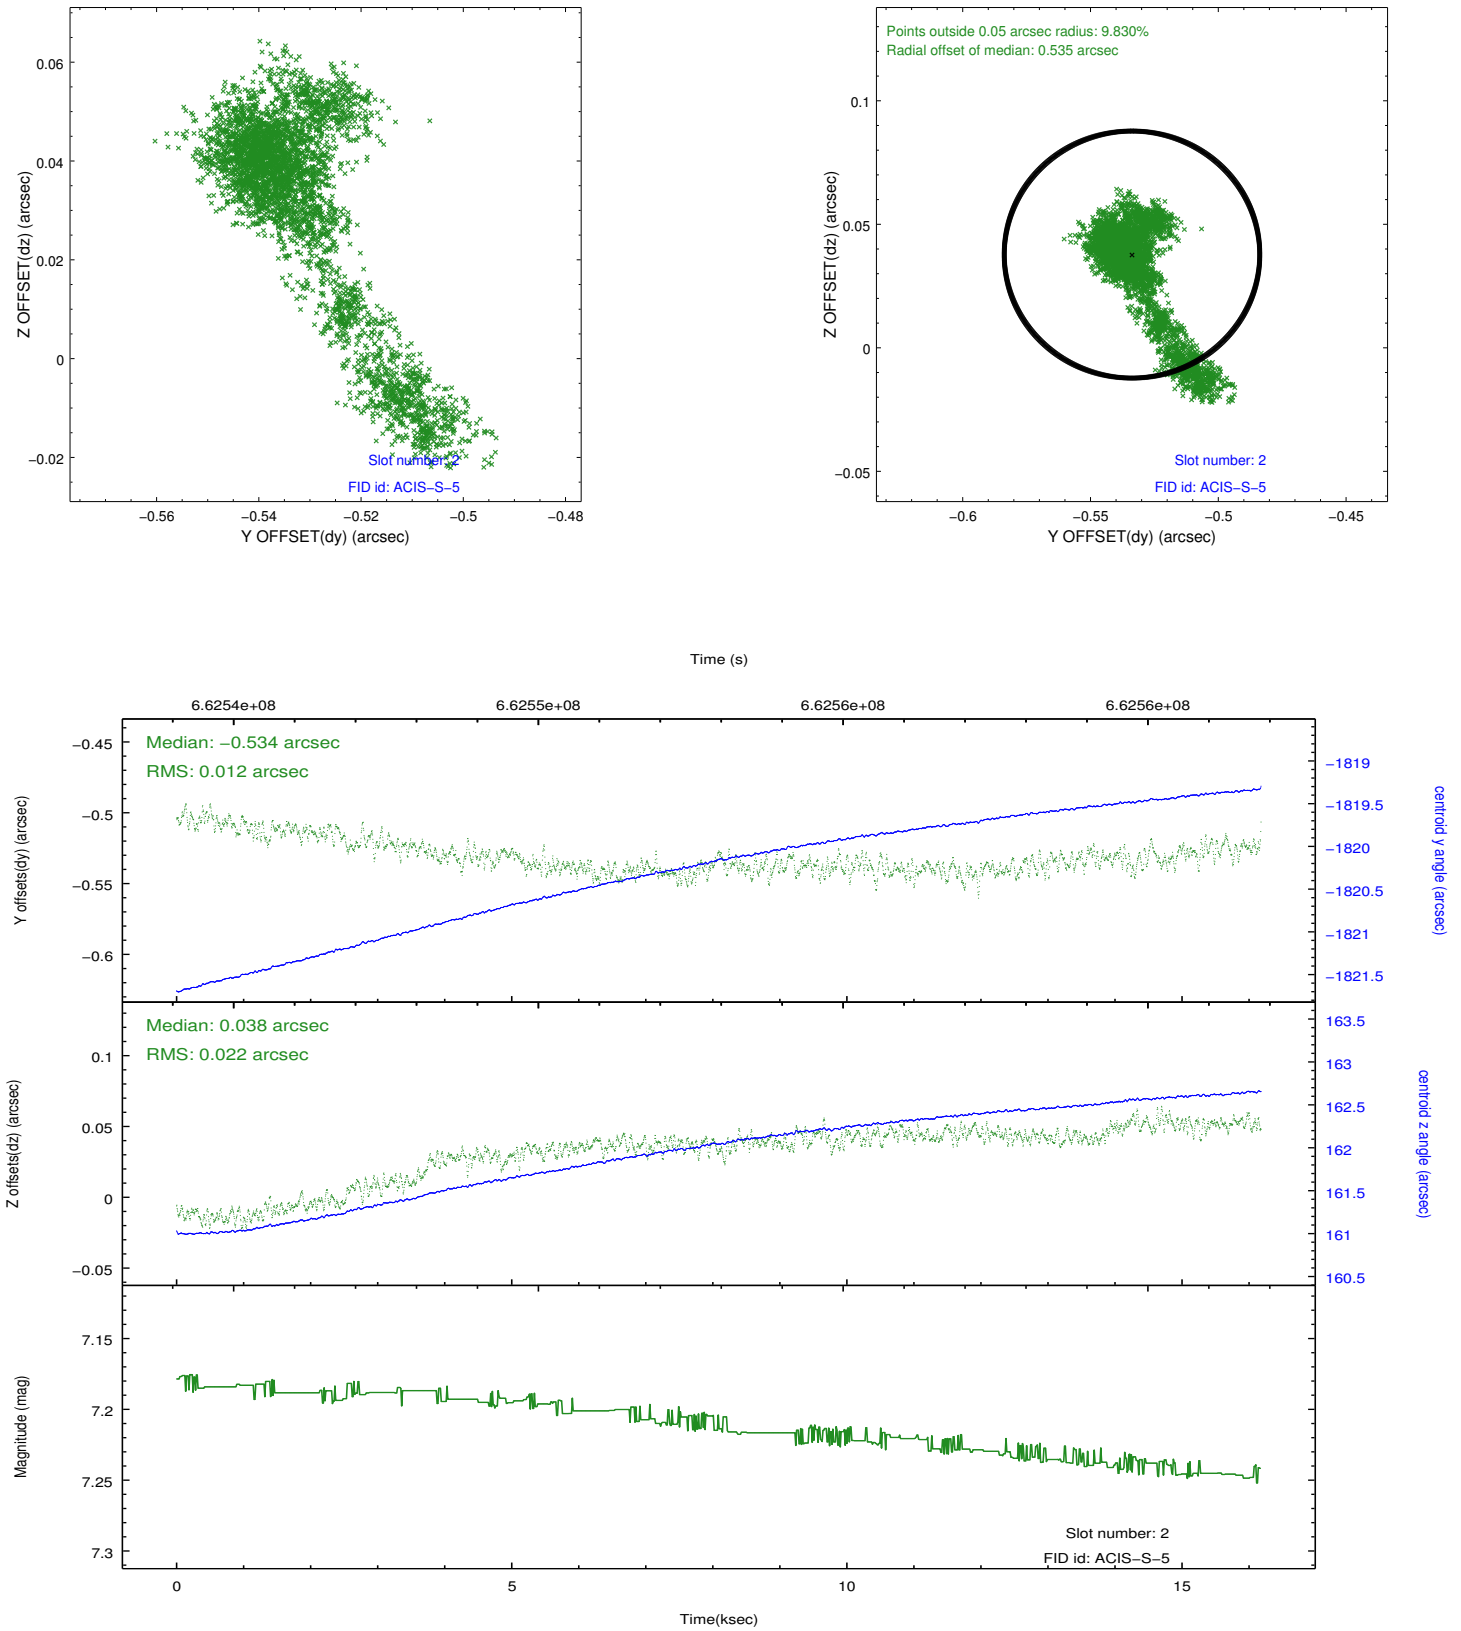 0.06
0.04
0.02
0
−0.02
Z OFFSET(dz) (arcsec)
Slot number: 2
FID id: ACIS−S−5
−0.56
−0.54
−0.52
−0.5
−0.48
Y OFFSET(dy) (arcsec)
Points outside 0.05 arcsec radius: 9.830%
Radial offset of median: 0.535 arcsec
0.1
0.05
0
−0.05
Z OFFSET(dz) (arcsec)
Slot number: 2
FID id: ACIS−S−5
−0.6
−0.55
−0.5
−0.45
Y OFFSET(dy) (arcsec)
Time (s)
6.6254e+08
6.6255e+08
6.6256e+08
6.6256e+08
Median: −0.534 arcsec
RMS: 0.012 arcsec
−0.45
−0.5
−0.55
−0.6
Y offsets(dy) (arcsec)
−1819
−1819.5
−1820
−1820.5
−1821
−1821.5
centroid y angle (arcsec)
Median: 0.038 arcsec
RMS: 0.022 arcsec
0.1
0.05
0
−0.05
Z offsets(dz) (arcsec)
163.5
163
162.5
162
161.5
161
160.5
centroid z angle (arcsec)
7.15
7.2
7.25
7.3
Magnitude (mag)
Slot number: 2
FID id: ACIS−S−5
0
5
10
15
Time(ksec)